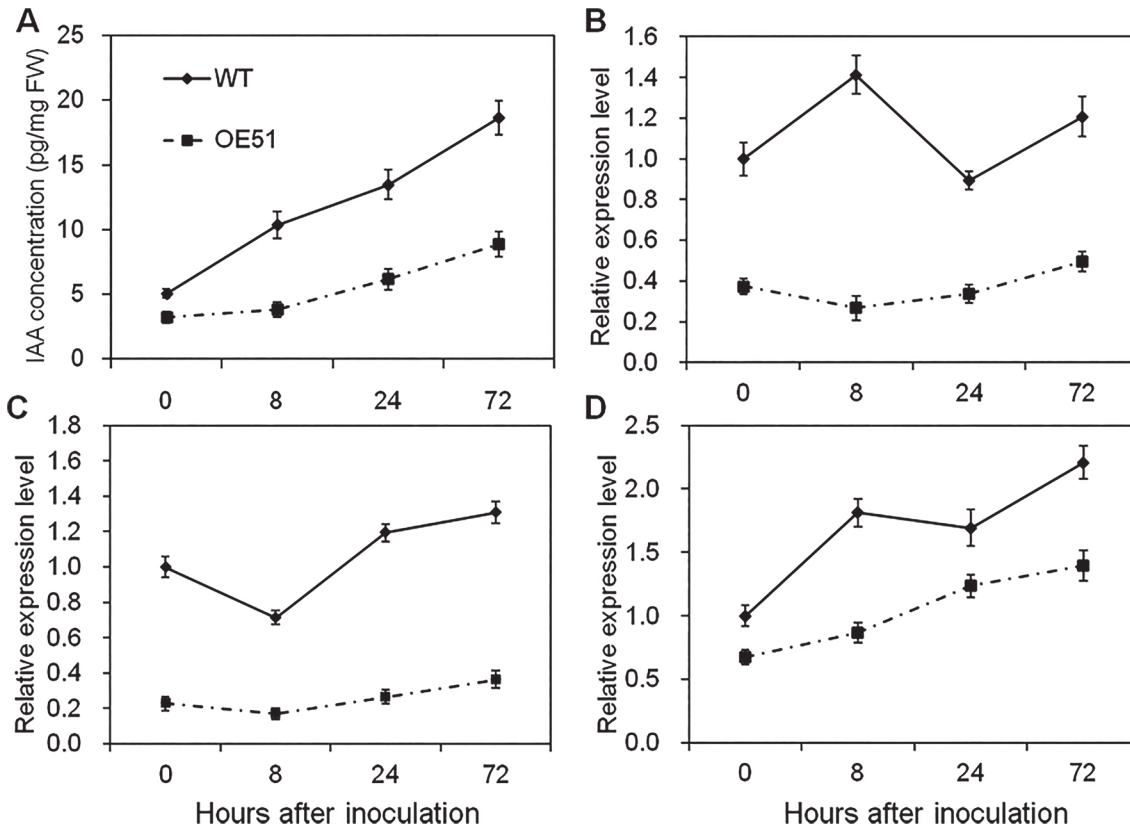 A
IAA concentration (pg/mg FW)
25
20
15
10
5
0
WT
OE51
0 8 24 72
B
Relative expression level
1.6
1.4
1.2
1.0
0.8
0.6
0.4
0.2
0.0
0 8 24 72
C
Relative expression level
1.8
1.6
1.4
1.2
1.0
0.8
0.6
0.4
0.2
0.0
0 8 24 72
Hours after inoculation
D
Relative expression level
2.5
2.0
1.5
1.0
0.5
0.0
0 8 24 72
Hours after inoculation